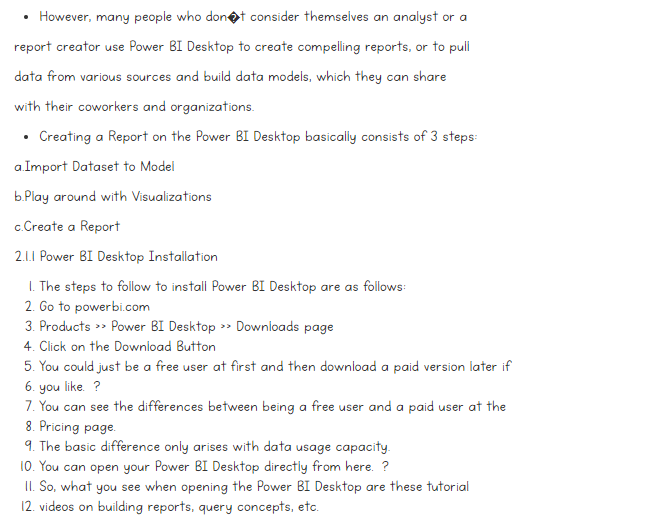 • However, many people who don�t consider themselves an analyst or a
report creator use Power BI Desktop to create compelling reports, or to pull
data from various sources and build data models, which they can share
with their coworkers and organizations.
• Creating a Report on the Power BI Desktop basically consists of 3 steps:
a.Import Dataset to Model
b.Play around with Visualizations
c.Create a Report
2.1.1 Power BI Desktop Installation
1. The steps to follow to install Power BI Desktop are as follows:
2. Go to powerbi.com
3. Products >> Power BI Desktop >> Downloads page
4. Click on the Download Button
5. You could just be a free user at first and then download a paid version later if
6. you like. ?
7. You can see the differences between being a free user and a paid user at the
8. Pricing page.
9. The basic difference only arises with data usage capacity.
10. You can open your Power BI Desktop directly from here. ?
11. So, what you see when opening the Power BI Desktop are these tutorial
12. videos on building reports, query concepts, etc.